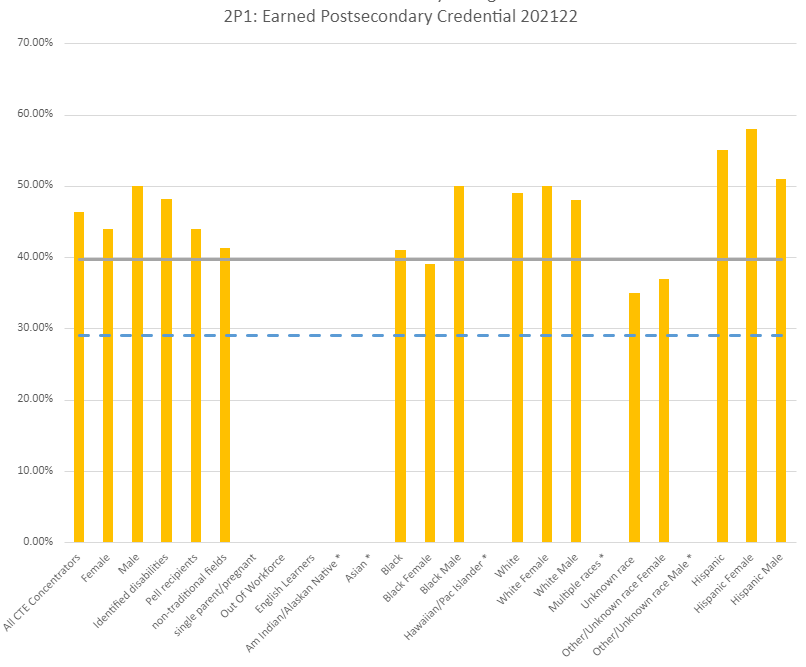 2P1: Earned Postsecondary Credential 202122
70.00%
60.00%
50.00%
40.00%
30.00%
20.00%
10.00%
0.00%
All CTE Concentrators
Female
Male
Identified disabilities
Pell recipients
non-traditional fields
single parent/pregnant
Out Of Workforce
English Learners
Am Indian/Alaskan Native *
Asian *
Black
Black Female
Black Male
Hawaiian/Pac Islander *
White
White Female
White Male
Multiple races *
Unknown race
Other/Unknown race Female
Other/Unknown race Male *
Hispanic
Hispanic Female
Hispanic Male